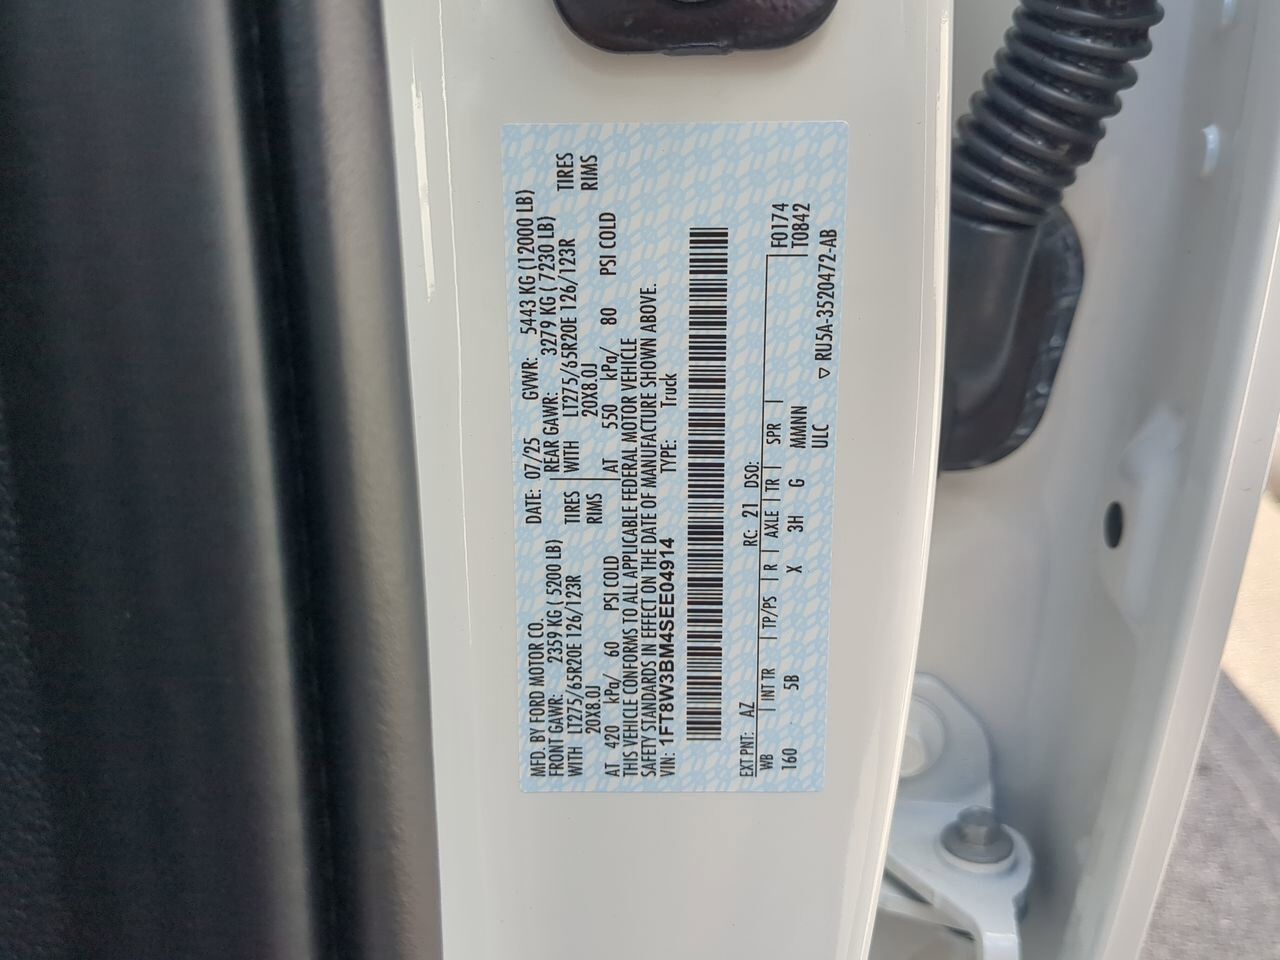 MFD. BY FORD MOTOR CO.
DATE: 07/25 GVWR: 5443 KG (12000 LB)
FRONT GAWR: 2359 KG ( 5200 LB)
REAR GAWR: 3279 KG ( 7230 LB)
WITH LT275/65R20E 126/123R TIRES
WITH LT275/65R20E 126/123R TIRES
20X8.0J RIMS
20X8.0J RIMS
AT 420 kPa/ 60 PSI COLD
AT 550 kPa/ 80 PSI COLD
THIS VEHICLE CONFORMS TO ALL APPLICABLE FEDERAL MOTOR VEHICLE
SAFETY STANDARDS IN EFFECT ON THE DATE OF MANUFACTURE SHOWN ABOVE.
VIN: 1FT8W3BM4SEE04914 TYPE: Truck
EXT PNT: AZ RC: 21 DSO:
WB | INT TR | TP/PS | R | AXLE | TR | SPR | F0174
160 5B X 3H G MMNN T0842
ULC ▽ RU5A-3520472-AB